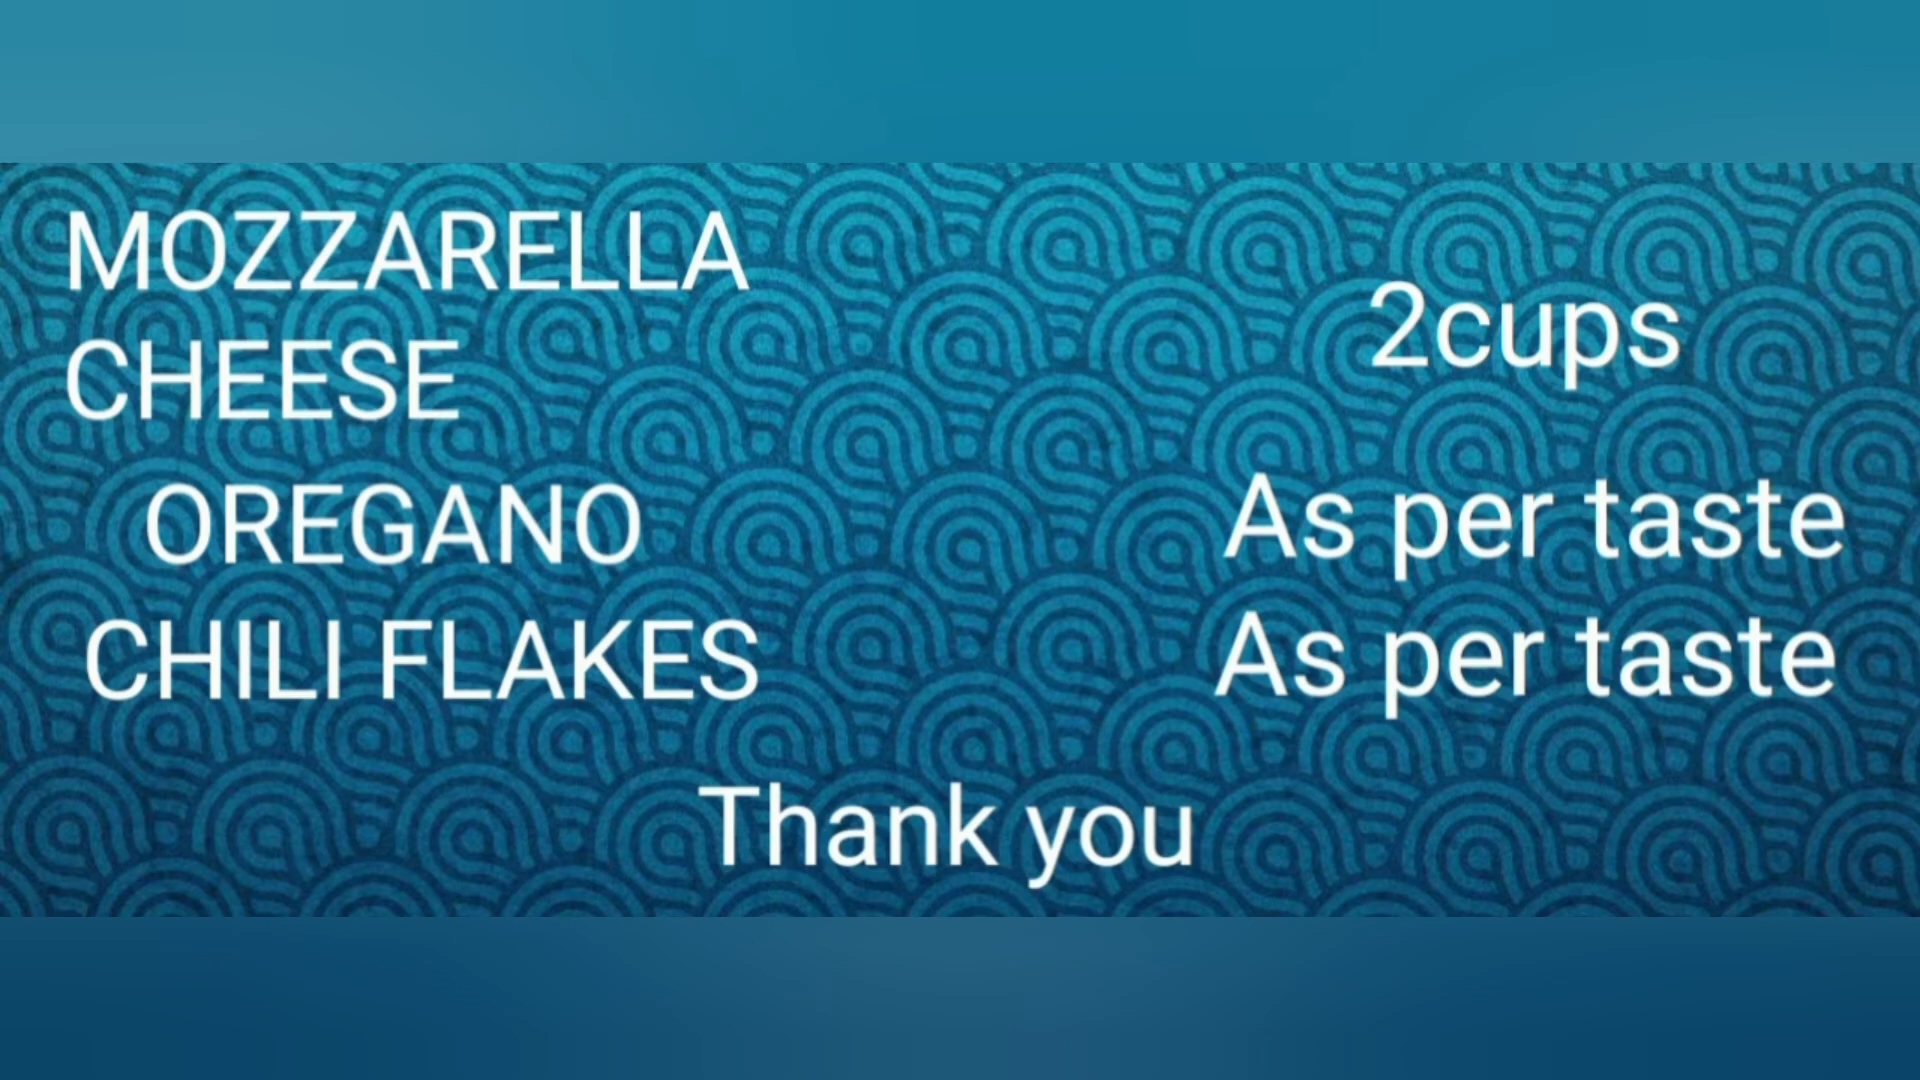 MOZZARELLA
CHEESE
2cups
OREGANO As per taste
CHILI FLAKES As per taste
Thank you